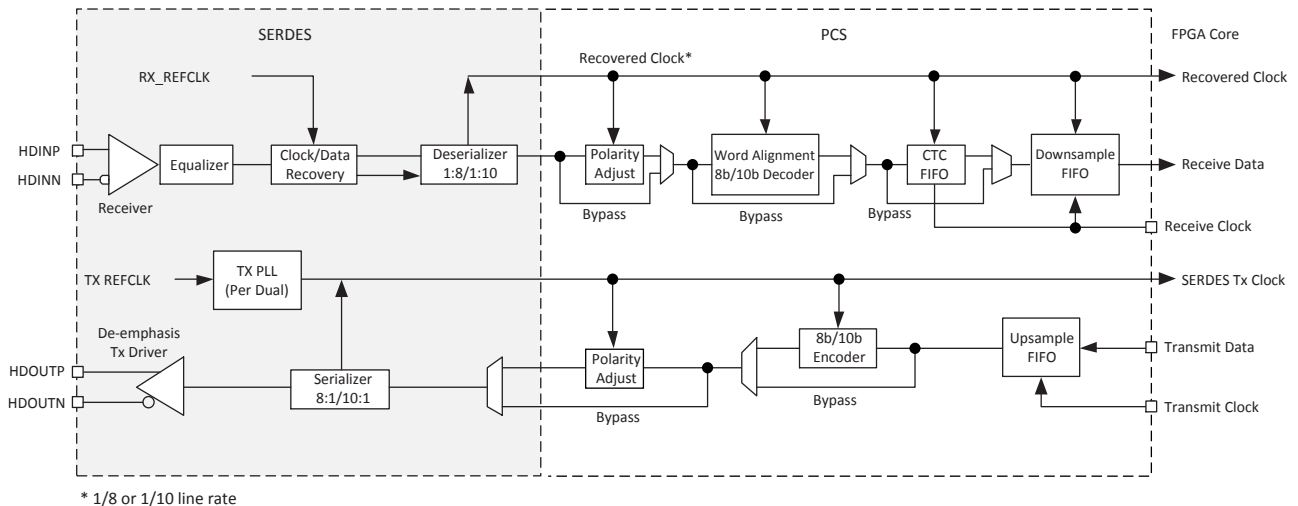 SERDES
PCS
FPGA Core
RX_REFCLK
Recovered Clock*
Recovered Clock
HDINP
HDINN
Receiver
Equalizer
Clock/Data
Recovery
Deserializer
1:8/1:10
Polarity
Adjust
Bypass
Word Alignment
8b/10b Decoder
Bypass
CTC
FIFO
Bypass
Downsample
FIFO
Receive Data
Receive Clock
TX REFCLK
TX PLL
(Per Dual)
SERDES Tx Clock
De-emphasis
Tx Driver
HDOUTP
HDOUTN
Serializer
8:1/10:1
Polarity
Adjust
Bypass
8b/10b
Encoder
Bypass
Upsample
FIFO
Transmit Data
Transmit Clock
* 1/8 or 1/10 line rate